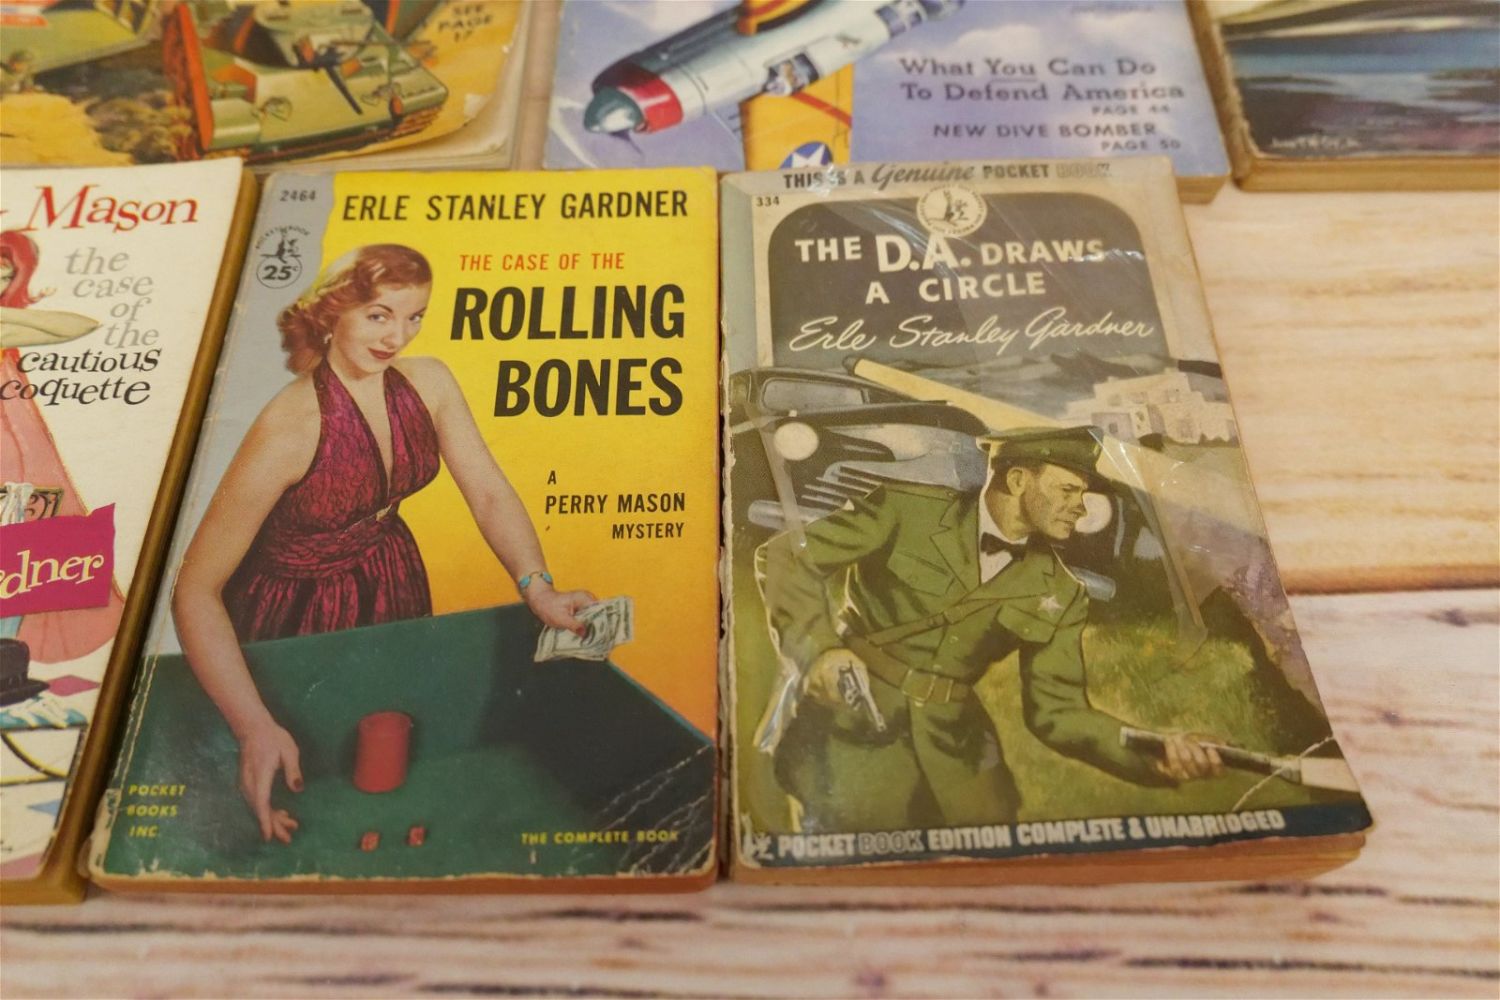 SEE
PAGE
17
What You Can Do
To Defend America
PAGE 44
NEW DIVE BOMBER
PAGE 50
Mason
the
case
of
the
cautious
coquette
dner
2464
ERLE STANLEY GARDNER
POCKET BOOK
25¢
THE CASE OF THE
ROLLING
BONES
A
PERRY MASON
MYSTERY
POCKET
BOOKS
INC.
THE COMPLETE BOOK
THIS IS A Genuine POCKET BOOK
334
THE D.A. DRAWS
A CIRCLE
Erle Stanley Gardner
POCKET BOOK EDITION COMPLETE & UNABRIDGED